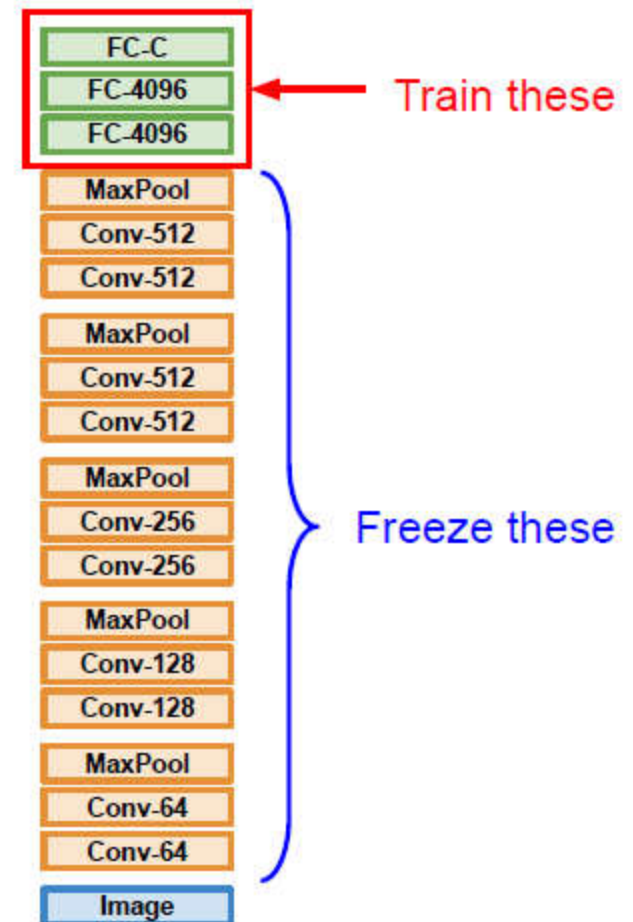 FC-C
FC-4096
FC-4096
Train these
MaxPool
Conv-512
Conv-512
MaxPool
Conv-512
Conv-512
MaxPool
Conv-256
Conv-256
Freeze these
MaxPool
Conv-128
Conv-128
MaxPool
Conv-64
Conv-64
Image